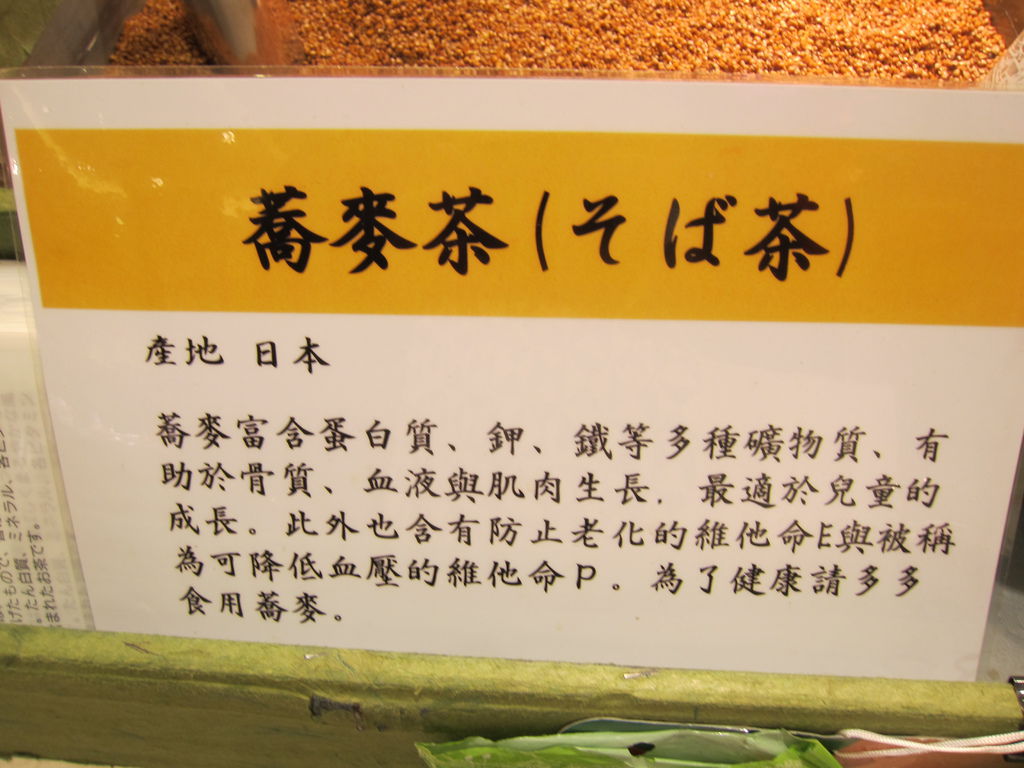 蕎麥茶(そば茶)
產地 日本
蕎麥富含蛋白質、鉀、鐵等多種礦物質、有
助於骨質、血液與肌肉生長. 最適於兒童的
成長。此外也含有防止老化的維他命E與被稱
為可降低血壓的維他命P。為了健康請多多
食用蕎麥。